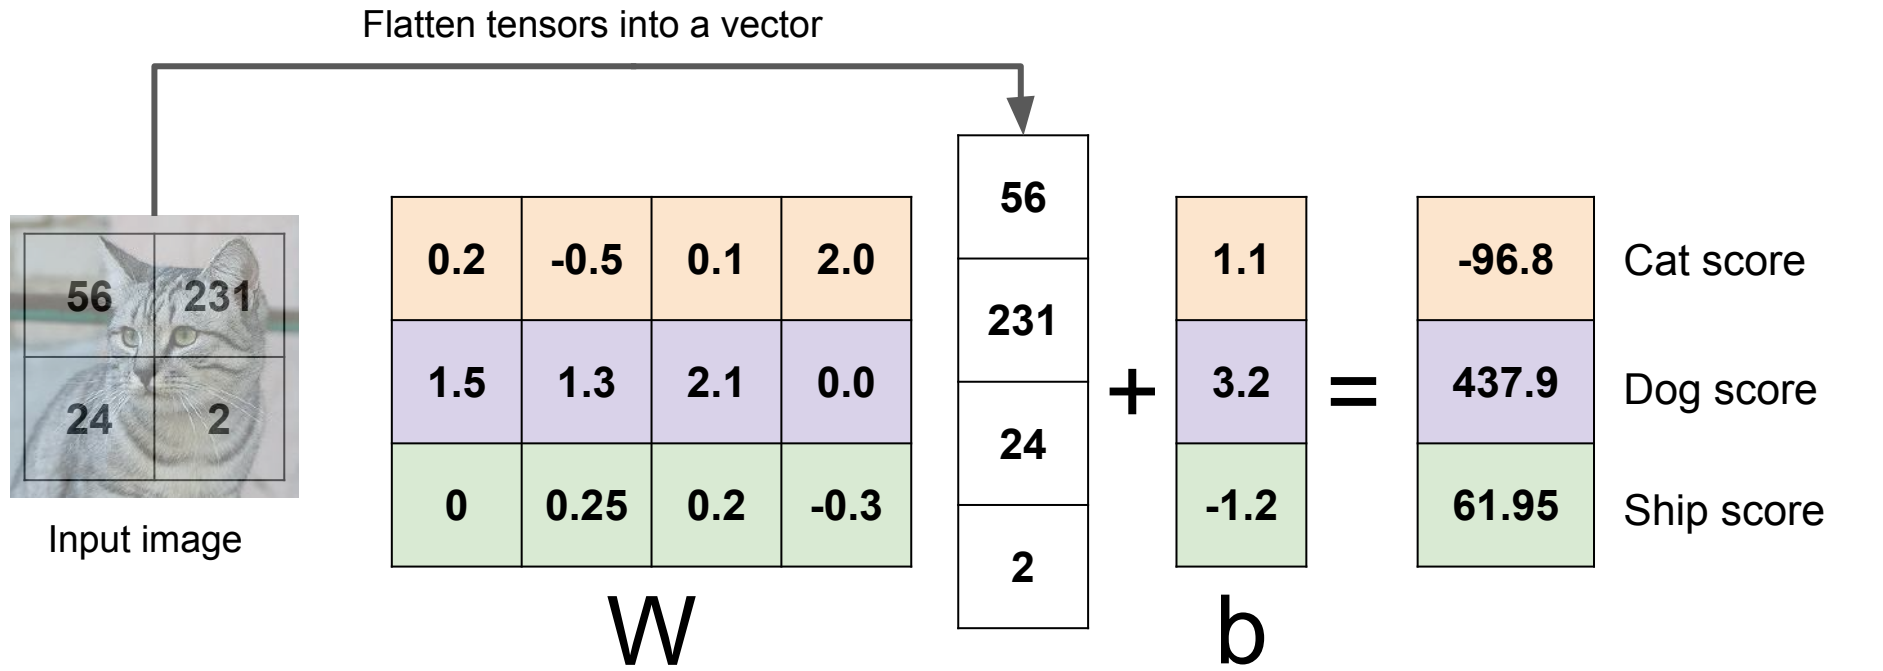 Flatten tensors into a vector
56 231
24 2
Input image
0.2 -0.5 0.1 2.0
1.5 1.3 2.1 0.0
0 0.25 0.2 -0.3
W
56
231
24
2
+
1.1
3.2
-1.2
b
=
-96.8 Cat score
437.9 Dog score
61.95 Ship score